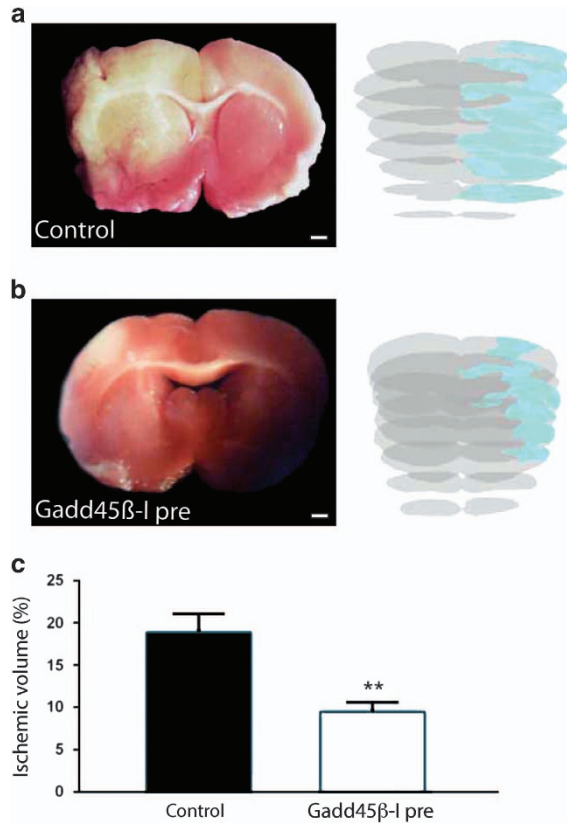 a
Control
b
Gadd45ß-I pre
c
Ischemic volume (%)
25
20
15
10
5
0
**
Control
Gadd45β-I pre